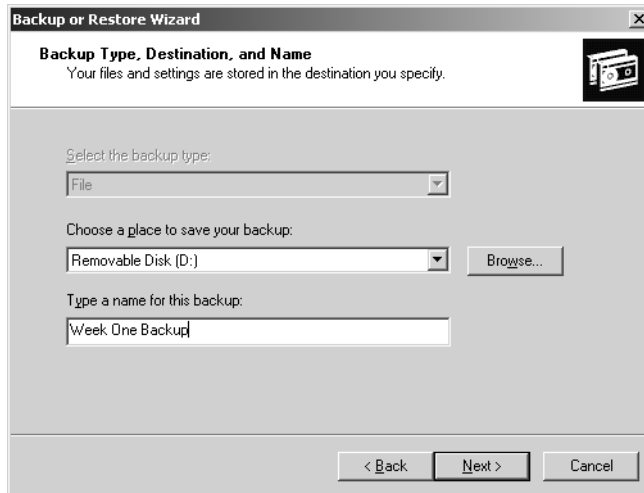 Backup or Restore Wizard
Backup Type, Destination, and Name
Your files and settings are stored in the destination you specify.
Select the backup type:
File
Choose a place to save your backup:
Removable Disk (D:)
Browse...
Type a name for this backup:
Week One Backup
< Back
Next >
Cancel